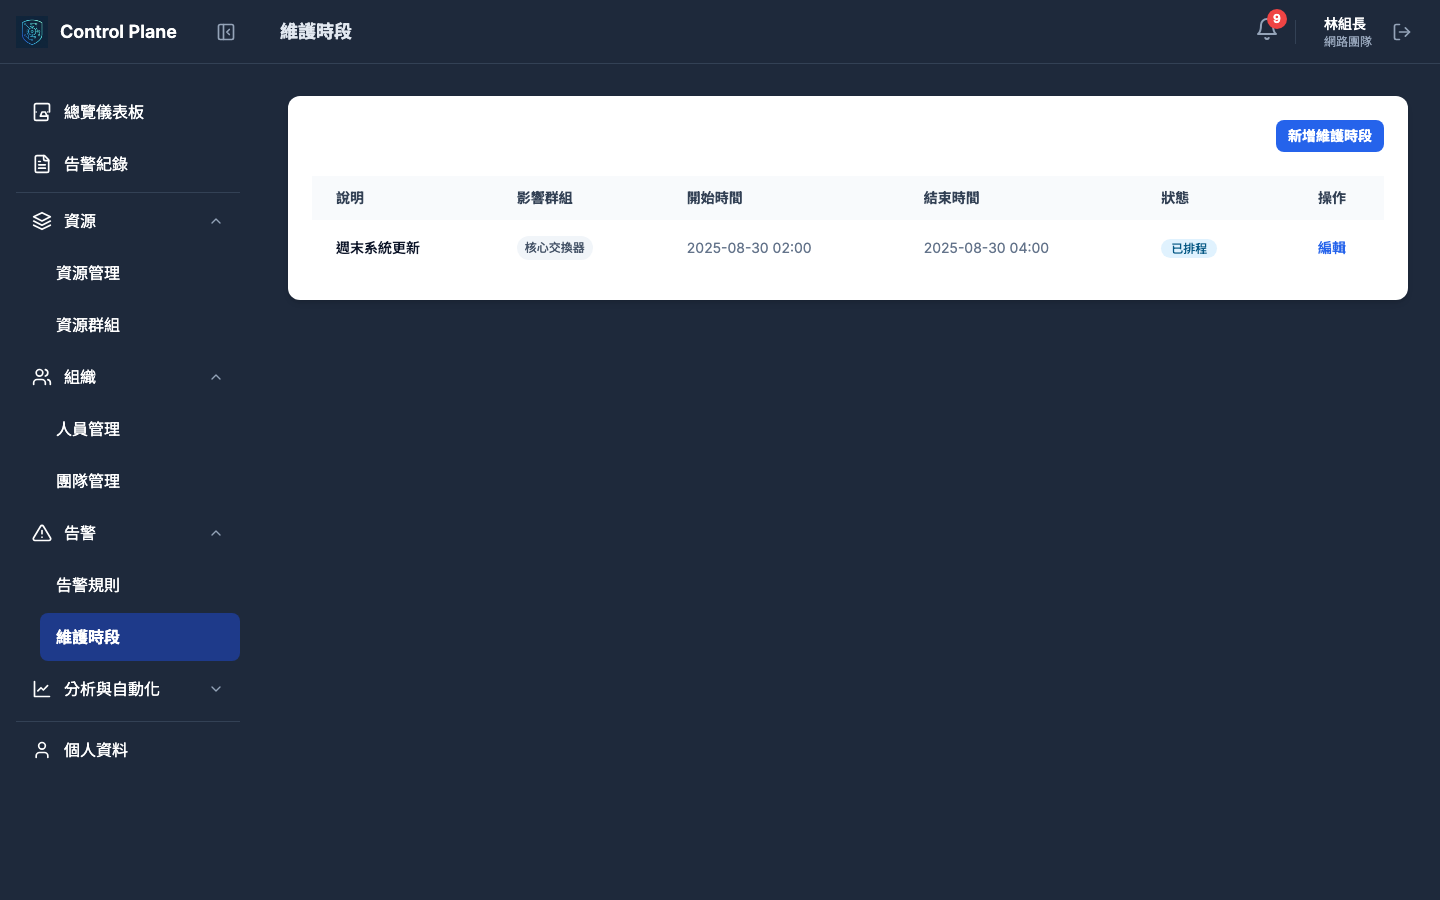 Control Plane
維護時段
9
林組長
網路團隊
總覽儀表板
告警紀錄
資源
資源管理
資源群組
組織
人員管理
團隊管理
告警
告警規則
維護時段
分析與自動化
個人資料
新增維護時段
說明 影響群組 開始時間 結束時間 狀態 操作
週末系統更新 核心交換器 2025-08-30 02:00 2025-08-30 04:00 已排程 編輯